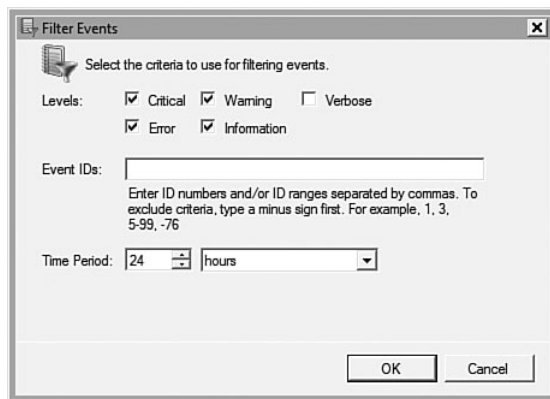 Filter Events
Select the criteria to use for filtering events.
Levels: Critical Warning Verbose
Error Information
Event IDs:
Enter ID numbers and/or ID ranges separated by commas. To
exclude criteria, type a minus sign first. For example, 1, 3,
5-99, -76
Time Period: 24 hours
OK Cancel